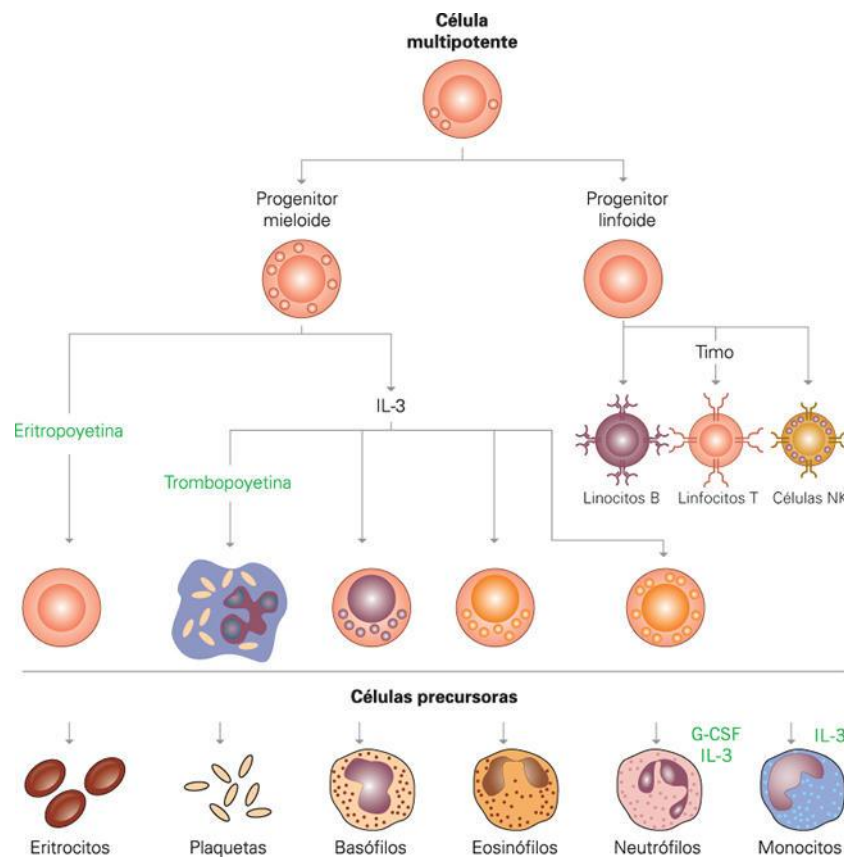 Célula
multipotente
Progenitor
mieloide
Progenitor
linfoide
Timo
IL-3
Eritropoyetina
Trombopoyetina
Linocitos B
Linfocitos T
Células NK
Células precursoras
G-CSF
IL-3
IL-3
Eritrocitos
Plaquetas
Basófilos
Eosinófilos
Neutrófilos
Monocitos